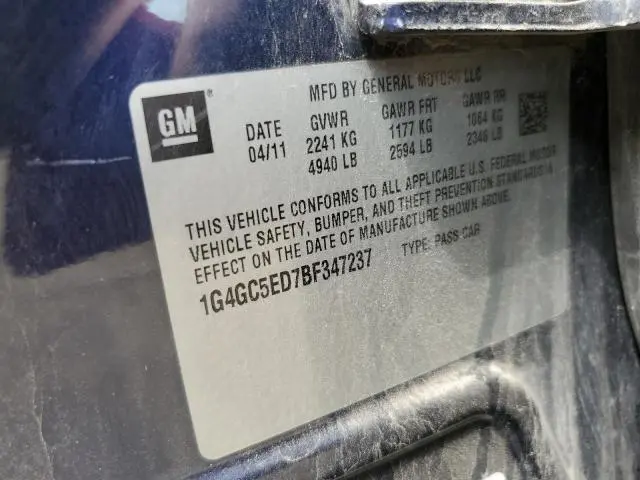 MFD BY GENERAL MOTORS LLC
GM®
DATE GVWR GAWR FRT GAWR RR
04/11 2241 KG 1177 KG 1064 KG
4940 LB 2594 LB 2346 LB
THIS VEHICLE CONFORMS TO ALL APPLICABLE U.S. FEDERAL MOTOR
VEHICLE SAFETY, BUMPER, AND THEFT PREVENTION STANDARDS IN
EFFECT ON THE DATE OF MANUFACTURE SHOWN ABOVE.
1G4GC5ED7BF347237 TYPE: PASS CAR